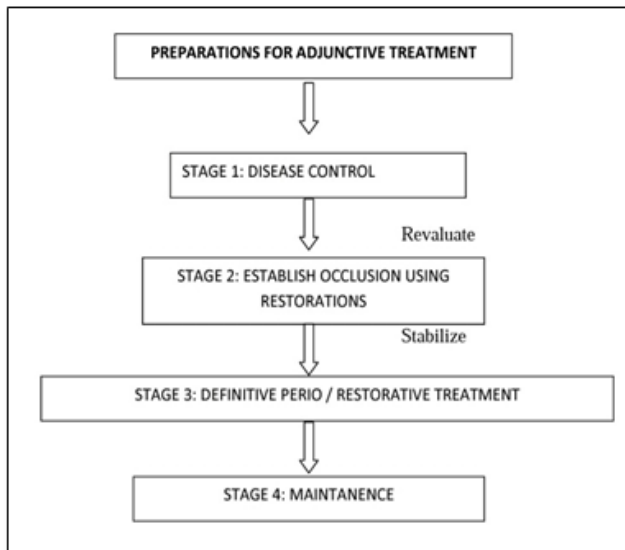 PREPARATIONS FOR ADJUNCTIVE TREATMENT
STAGE 1: DISEASE CONTROL
Revaluate
STAGE 2: ESTABLISH OCCLUSION USING
RESTORATIONS
Stabilize
STAGE 3: DEFINITIVE PERIO / RESTORATIVE TREATMENT
STAGE 4: MAINTANENCE